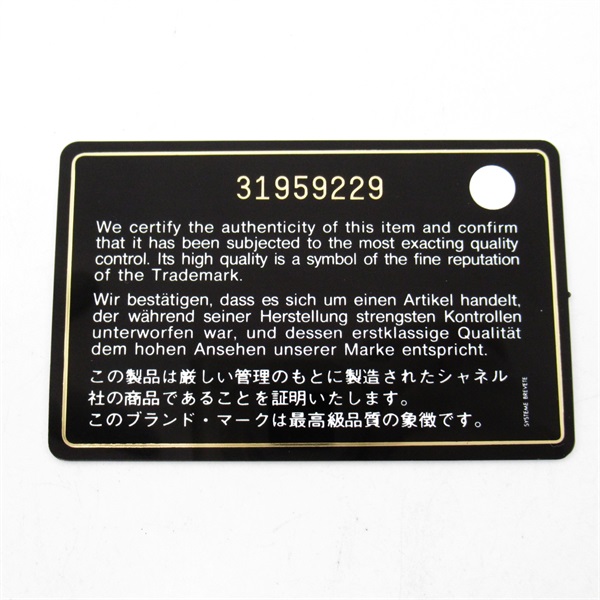 31959229
We certify the authenticity of this item and confirm
that it has been subjected to the most exacting quality
control. Its high quality is a symbol of the fine reputation
of the Trademark.
Wir bestätigen, dass es sich um einen Artikel handelt,
der während seiner Herstellung strengsten Kontrollen
unterworfen war, und dessen erstklassige Qualität
dem hohen Ansehen unserer Marke entspricht.
この製品は厳しい管理のもとに製造されたシャネル
社の商品であることを証明いたします。
このブランド・マークは最高級品質の象徴です。
SYSTEME BREVETE